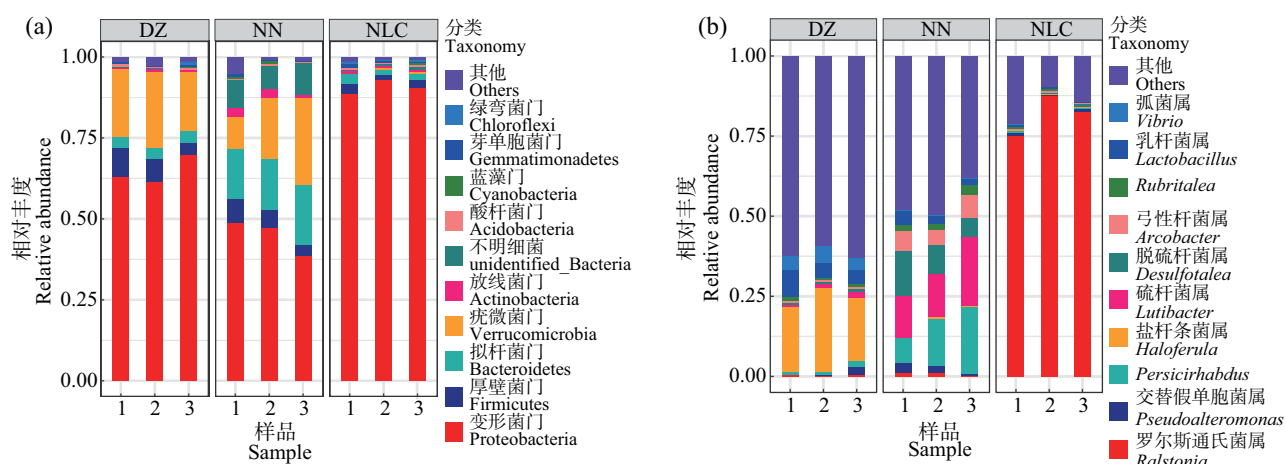 (a)
DZ
NN
NLC
分类
Taxonomy
相对丰度
Relative abundance
1.00
0.75
0.50
0.25
0.00
1 2 3
1 2 3
1 2 3
样品
Sample
其他
Others
绿弯菌门
Chloroflexi
芽单胞菌门
Gemmatimonadetes
蓝藻门
Cyanobacteria
酸杆菌门
Acidobacteria
不明细菌
unidentified_Bacteria
放线菌门
Actinobacteria
疣微菌门
Verrucomicrobia
拟杆菌门
Bacteroidetes
厚壁菌门
Firmicutes
变形菌门
Proteobacteria
(b)
DZ
NN
NLC
分类
Taxonomy
相对丰度
Relative abundance
1.00
0.75
0.50
0.25
0.00
1 2 3
1 2 3
1 2 3
样品
Sample
其他
Others
弧菌属
Vibrio
乳杆菌属
Lactobacillus
Rubritalea
弓性杆菌属
Arcobacter
脱硫杆菌属
Desulfotalea
硫杆菌属
Lutibacter
盐杆条菌属
Haloferula
Persicirhabdus
交替假单胞菌属
Pseudoalteromonas
罗尔斯通氏菌属
Ralstonia